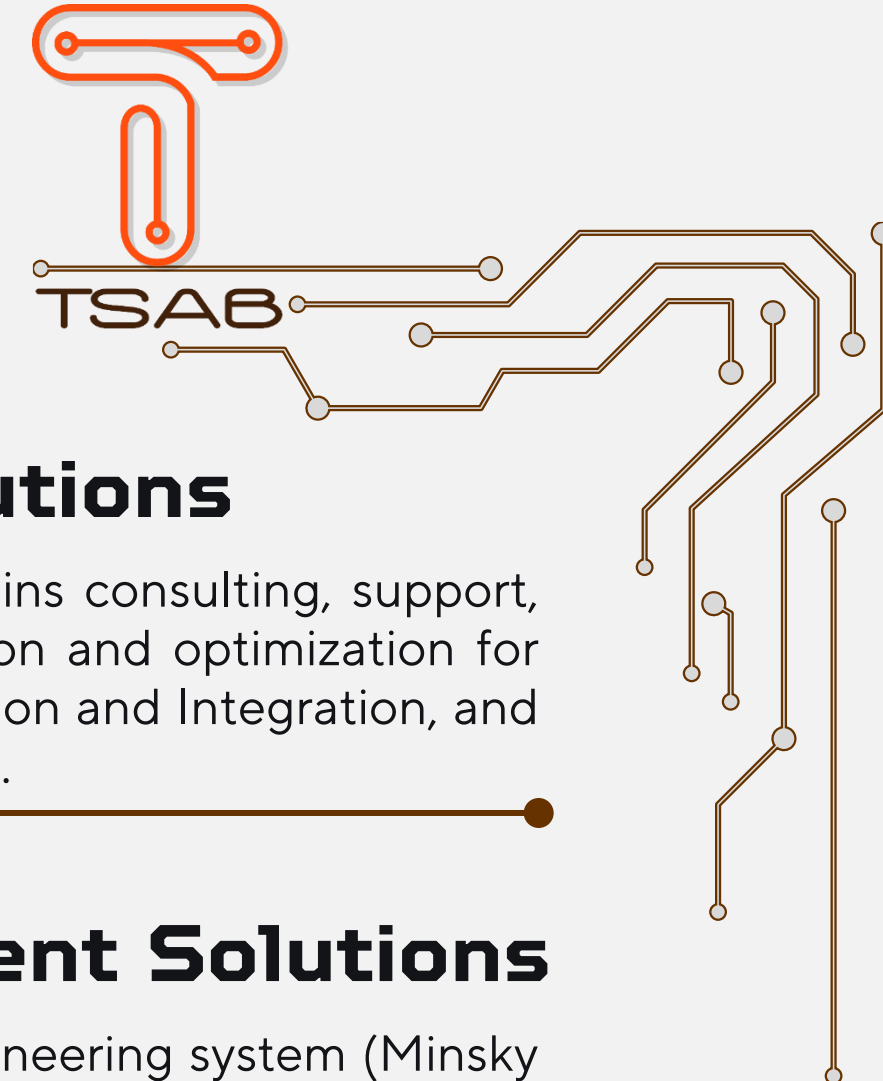 TSAB
utions
ins consulting, support,
on and optimization for
on and Integration, and
.
ent Solutions
neering system (Minsky